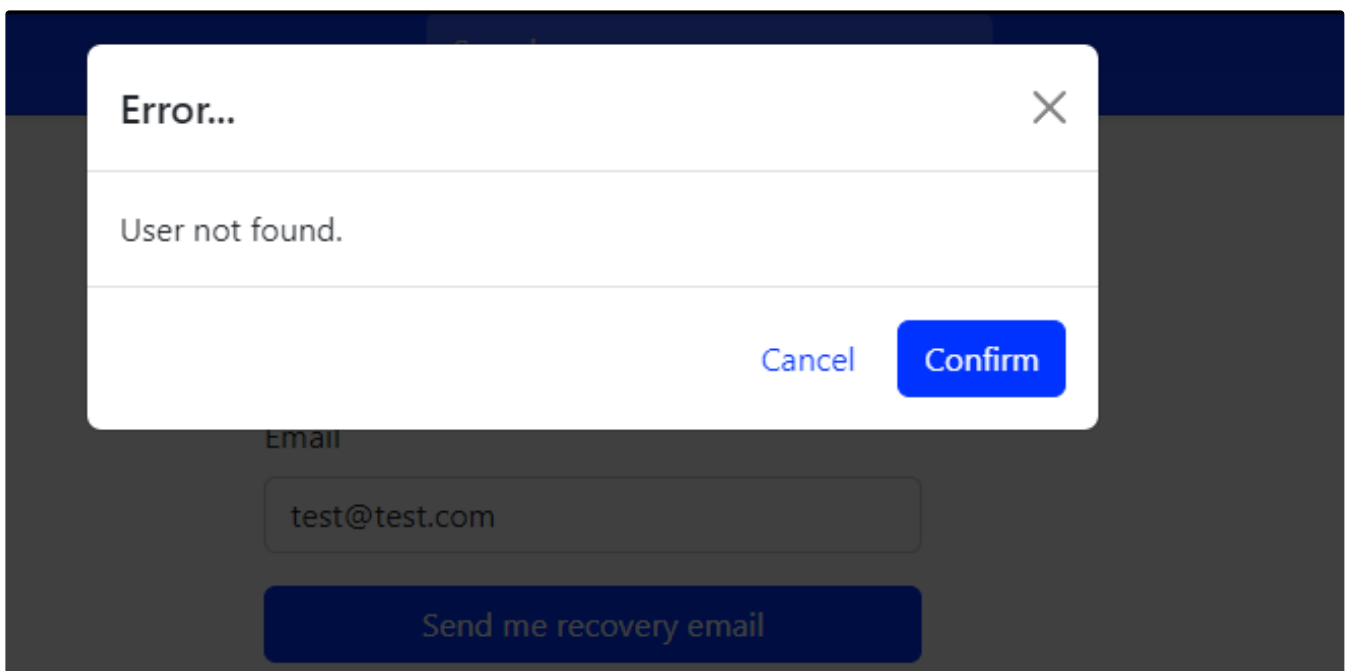 Error...
User not found.
Cancel
Confirm
Email
test@test.com
Send me recovery email